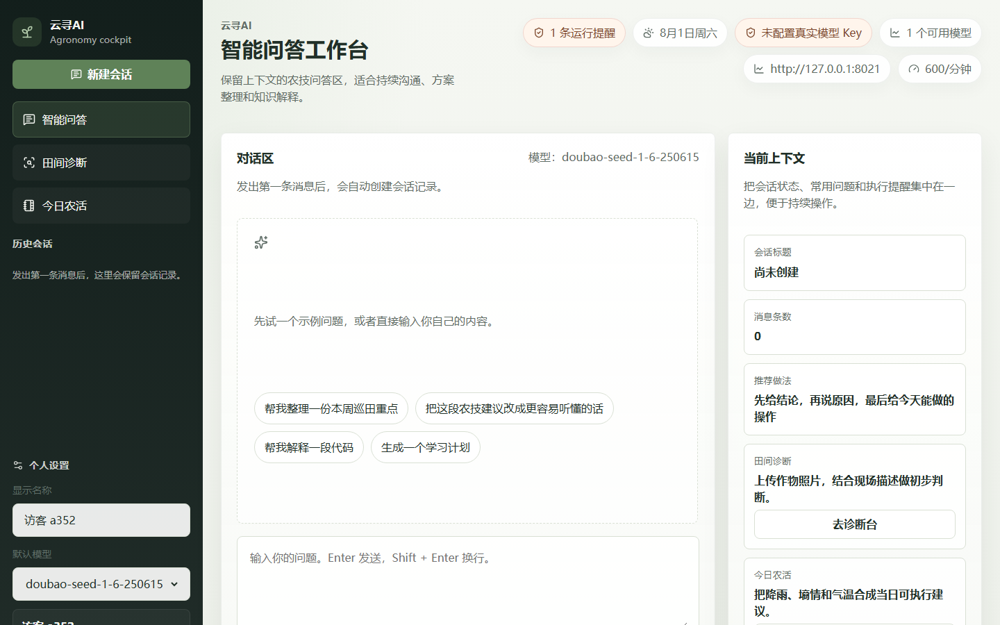 云寻AI
Agronomy cockpit
新建会话
智能问答
田间诊断
今日农活
历史会话
发出第一条消息后，这里会保留会话记录。
个人设置
显示名称
访客 a352
默认模型
doubao-seed-1-6-250615
访客 a352
云寻AI
智能问答工作台
保留上下文的农技问答区，适合持续沟通、方案
整理和知识解释。
1 条运行提醒
8月1日周六
未配置真实模型 Key
1 个可用模型
http://127.0.0.1:8021
600/分钟
对话区
模型：doubao-seed-1-6-250615
发出第一条消息后，会自动创建会话记录。
先试一个示例问题，或者直接输入你自己的内容。
帮我整理一份本周巡田重点
把这段农技建议改成更容易听懂的话
帮我解释一段代码
生成一个学习计划
输入你的问题。Enter 发送，Shift + Enter 换行。
当前上下文
把会话状态、常用问题和执行提醒集中在一
边，便于持续操作。
会话标题
尚未创建
消息条数
0
推荐做法
先给结论，再说原因，最后给今天能做的
操作
田间诊断
上传作物照片，结合现场描述做初步判
断。
去诊断台
今日农活
把降雨、墒情和气温合成当日可执行建
议。